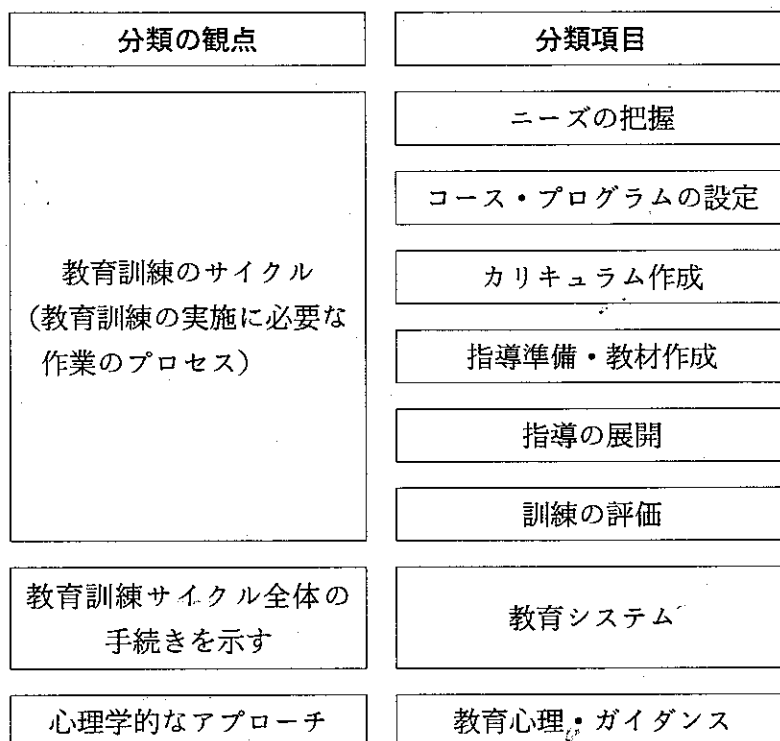 分類の観点
分類項目
教育訓練のサイクル
(教育訓練の実施に必要な
作業のプロセス)
ニーズの把握
コース・プログラムの設定
カリキュラム作成
指導準備・教材作成
指導の展開
訓練の評価
教育訓練サイクル全体の
手続きを示す
教育システム
心理学的なアプローチ
教育心理・ガイダンス